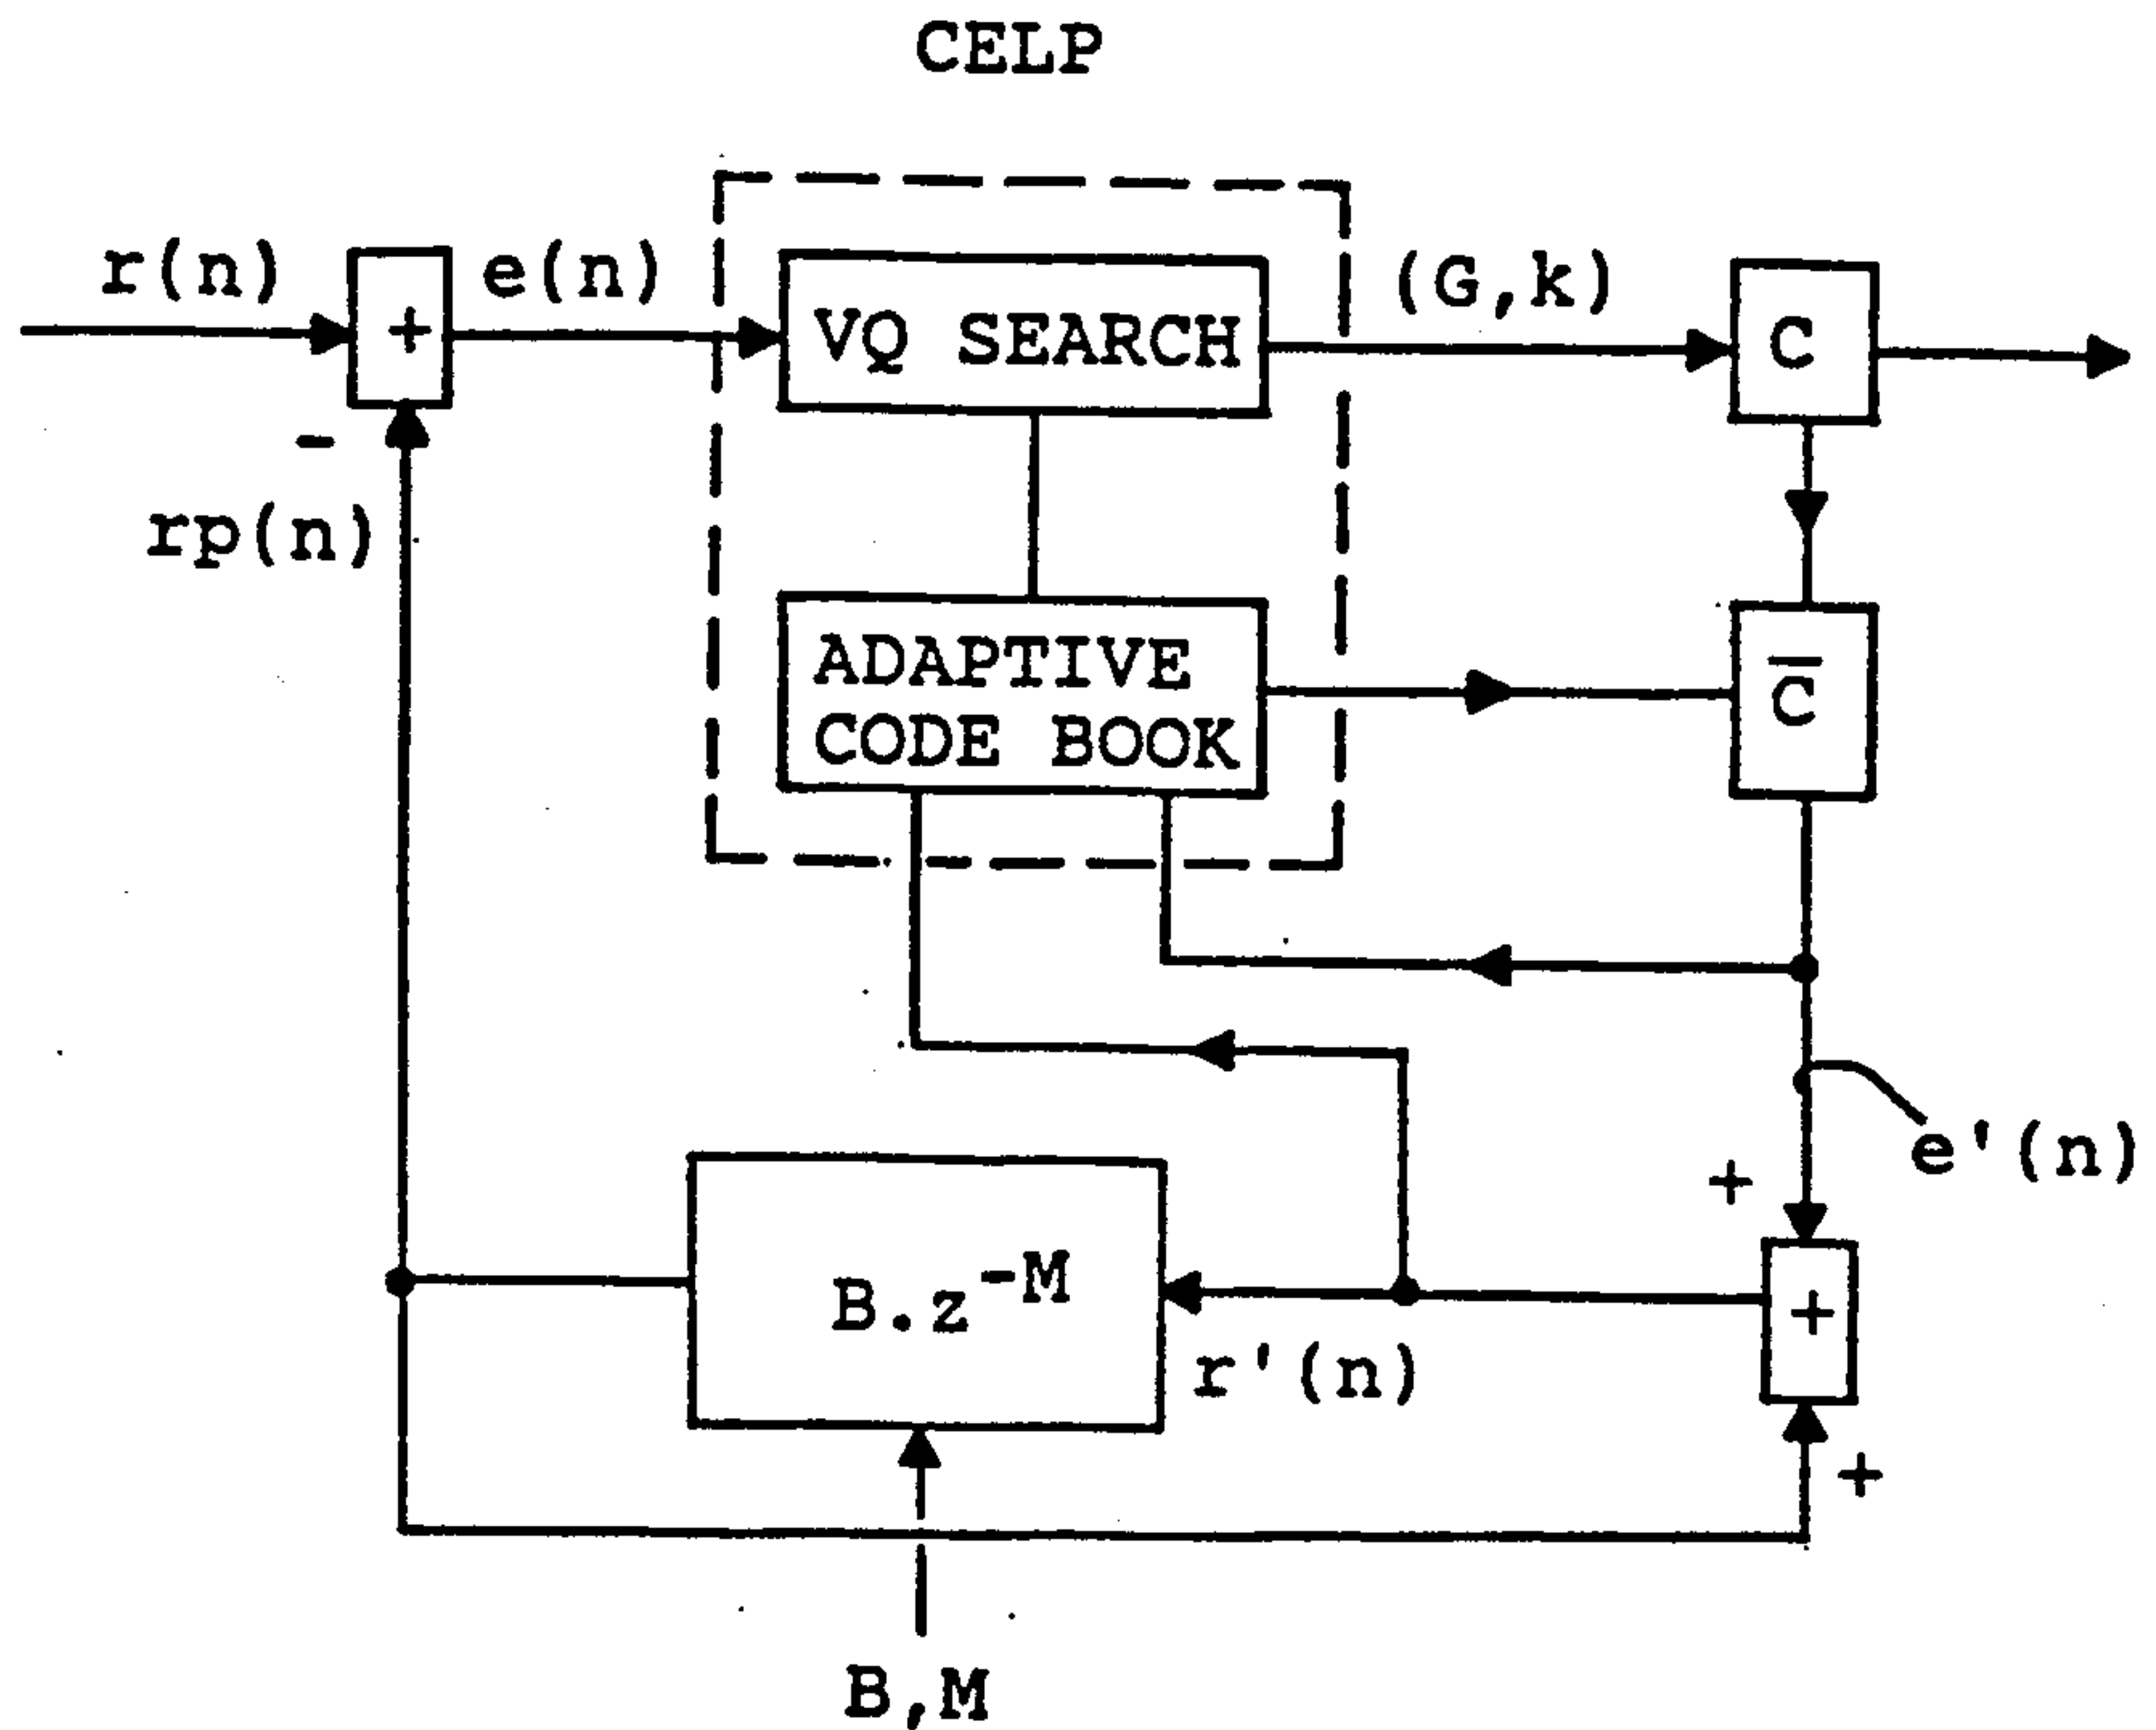 CELP
r(n)
e(n)
(G,k)
+
VQ SEARCH
C
-
rp(n)
ADAPTIVE
CODE BOOK
C̅
e'(n)
+
B.z^-M
+
r'(n)
+
B,M